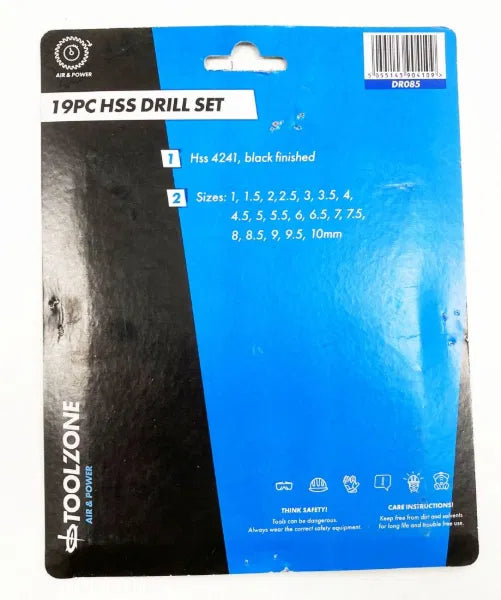 AIR & POWER
5 055143 904109 >
DR085
19PC HSS DRILL SET
1 Hss 4241, black finished
2 Sizes: 1, 1.5, 2,2.5, 3, 3.5, 4,
4.5, 5, 5.5, 6, 6.5, 7, 7.5,
8, 8.5, 9, 9.5, 10mm
TOOLZONE
AIR & POWER
THINK SAFETY!
Tools can be dangerous.
Always wear the correct safety equipment.
CARE INSTRUCTIONS!
Keep free from dirt and solvents
for long life and trouble free use.